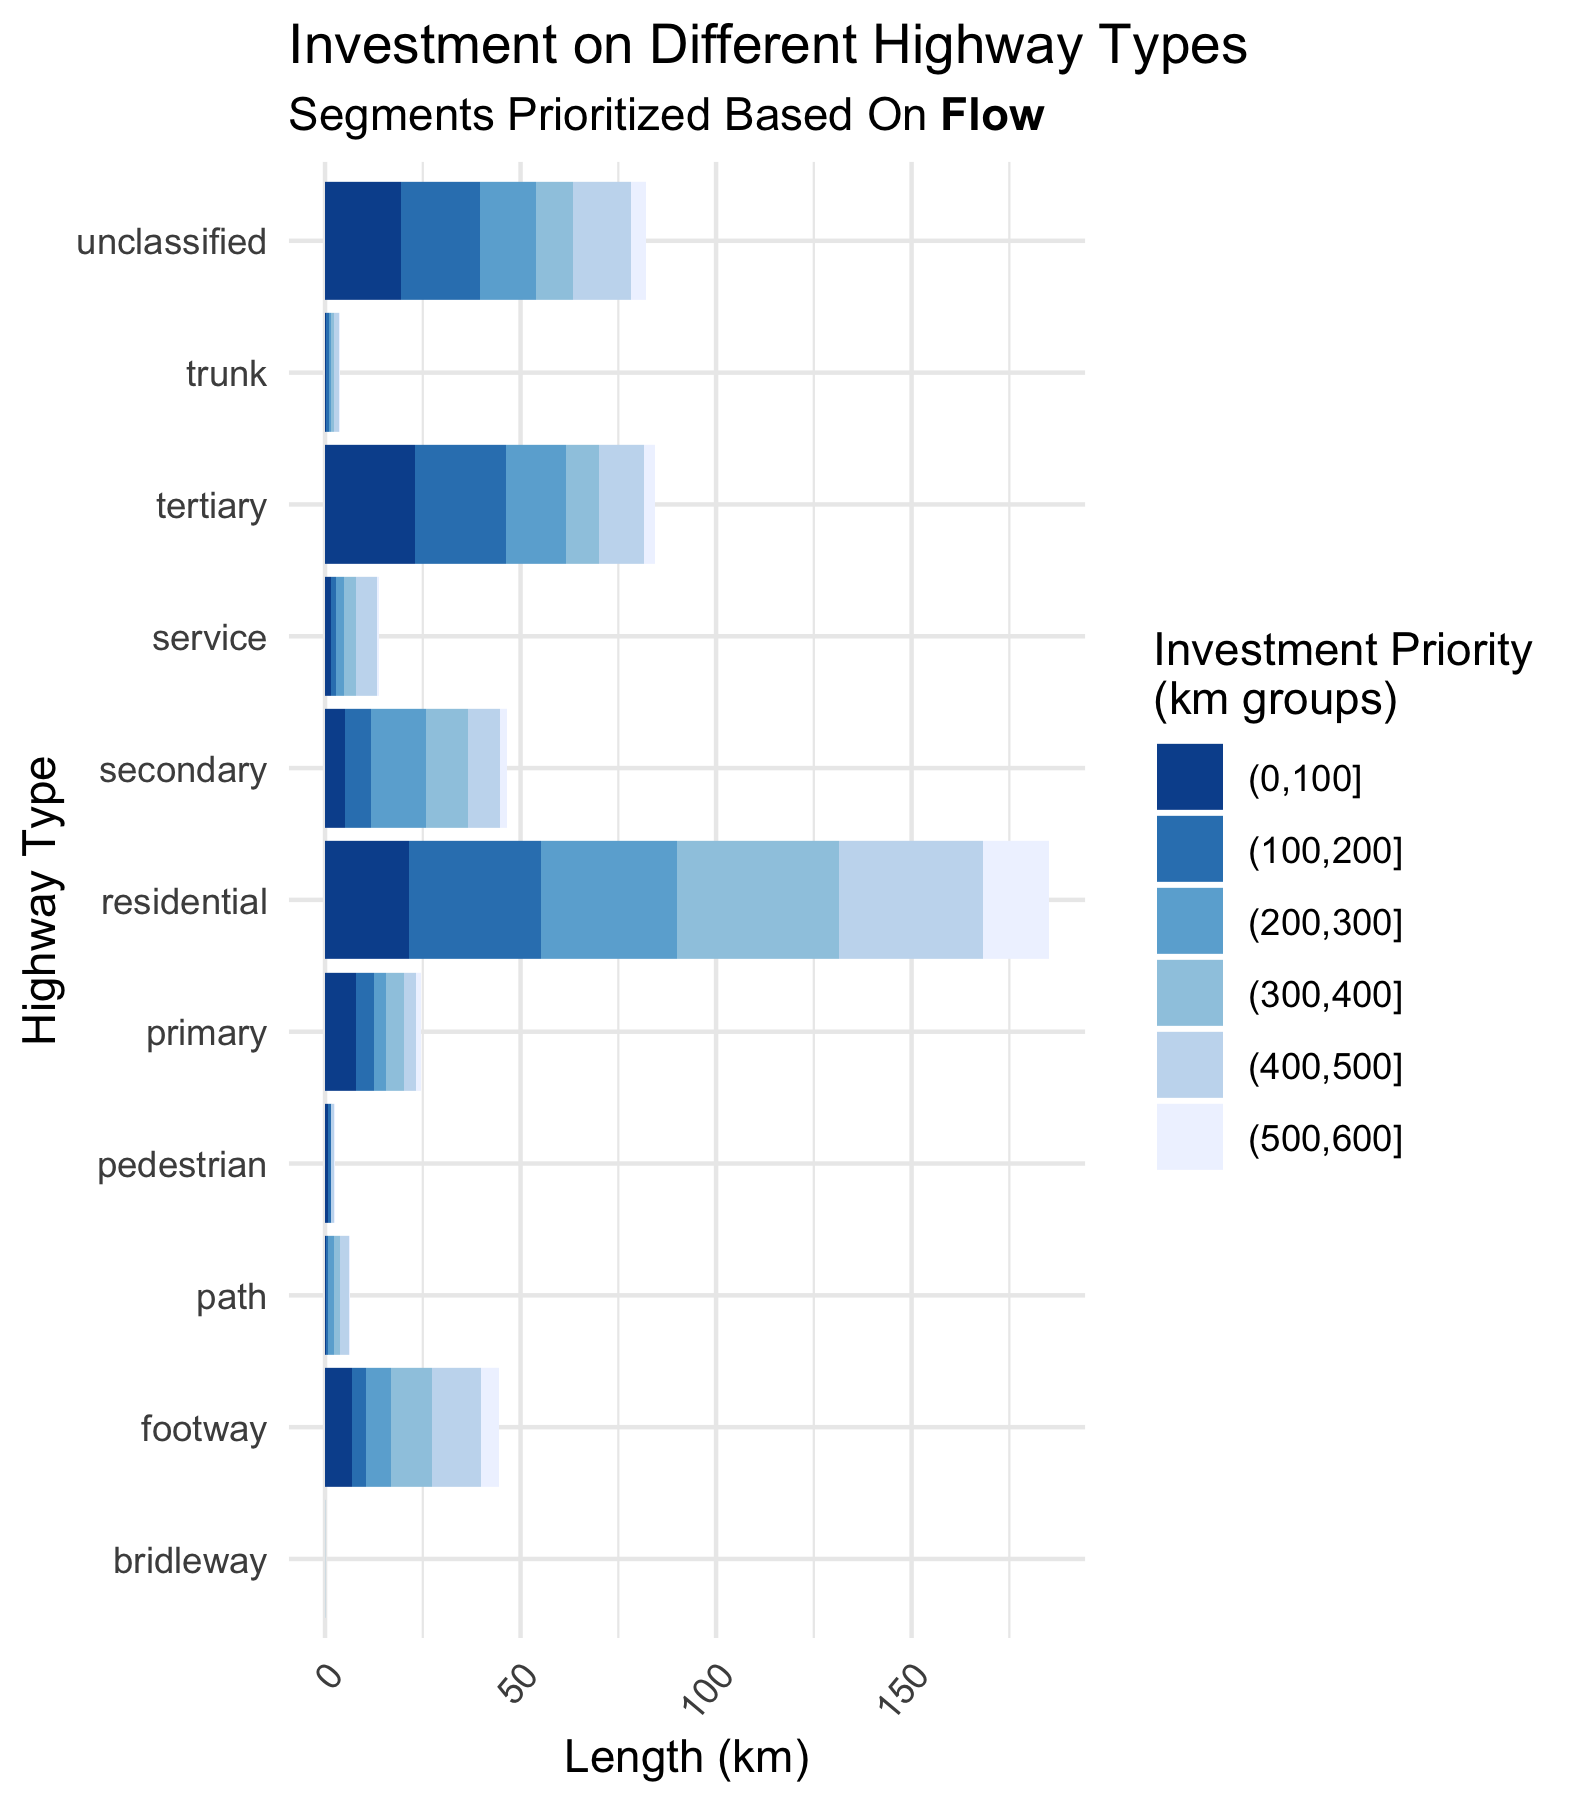 Investment on Different Highway Types
Segments Prioritized Based On Flow
Highway Type
unclassified
trunk
tertiary
service
secondary
residential
primary
pedestrian
path
footway
bridleway
0
50
100
150
Length (km)
Investment Priority
(km groups)
(0,100]
(100,200]
(200,300]
(300,400]
(400,500]
(500,600]